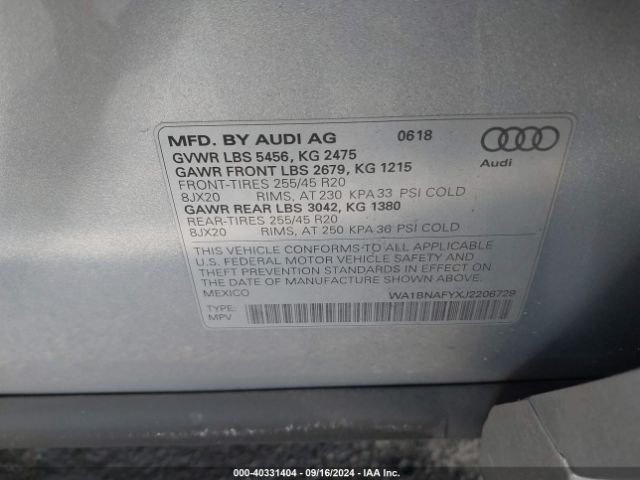 MFD. BY AUDI AG 0618
GVWR LBS 5456, KG 2475
GAWR FRONT LBS 2679, KG 1215
FRONT-TIRES 255/45 R20
8JX20 RIMS, AT 230 KPA 33 PSI COLD
GAWR REAR LBS 3042, KG 1380
REAR-TIRES 255/45 R20
8JX20 RIMS, AT 250 KPA 36 PSI COLD
Audi
THIS VEHICLE CONFORMS TO ALL APPLICABLE
U.S. FEDERAL MOTOR VEHICLE SAFETY AND
THEFT PREVENTION STANDARDS IN EFFECT ON
THE DATE OF MANUFACTURE SHOWN ABOVE.
MEXICO WA1BNAFYXJ2206729
TYPE:
MPV
000-40331404 - 09/16/2024 - IAA Inc.